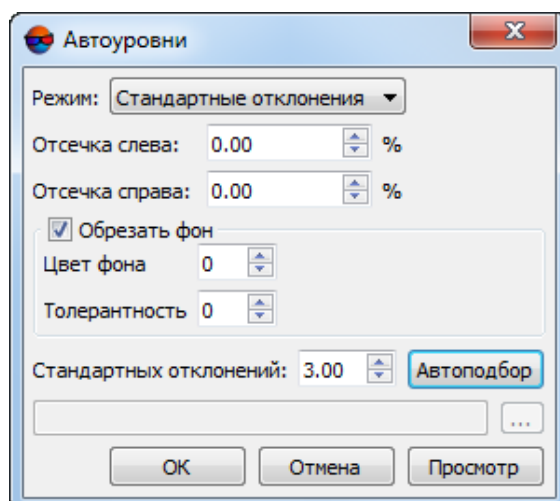 Автоуровни
Режим: Стандартные отклонения
Отсечка слева: 0.00 %
Отсечка справа: 0.00 %
Обрезать фон
Цвет фона 0
Толерантность 0
Стандартных отклонений: 3.00 Автоподбор
...
ОК Отмена Просмотр